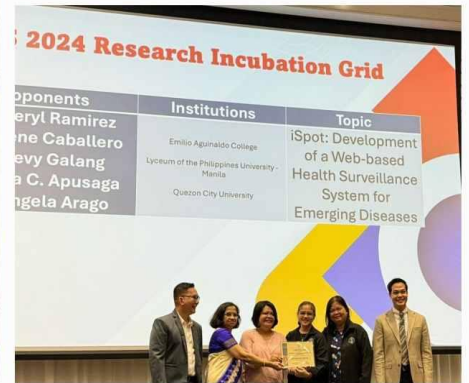 S 2024 Research Incubation Grid
oponents
eryl Ramirez
ene Caballero
evy Galang
a C. Apusaga
ngela Arago
Institutions
Emilio Aguinaldo College
Lyceum of the Philippines University -
Manila
Quezon City University
Topic
iSpot: Development
of a Web-based
Health Surveillance
System for
Emerging Diseases